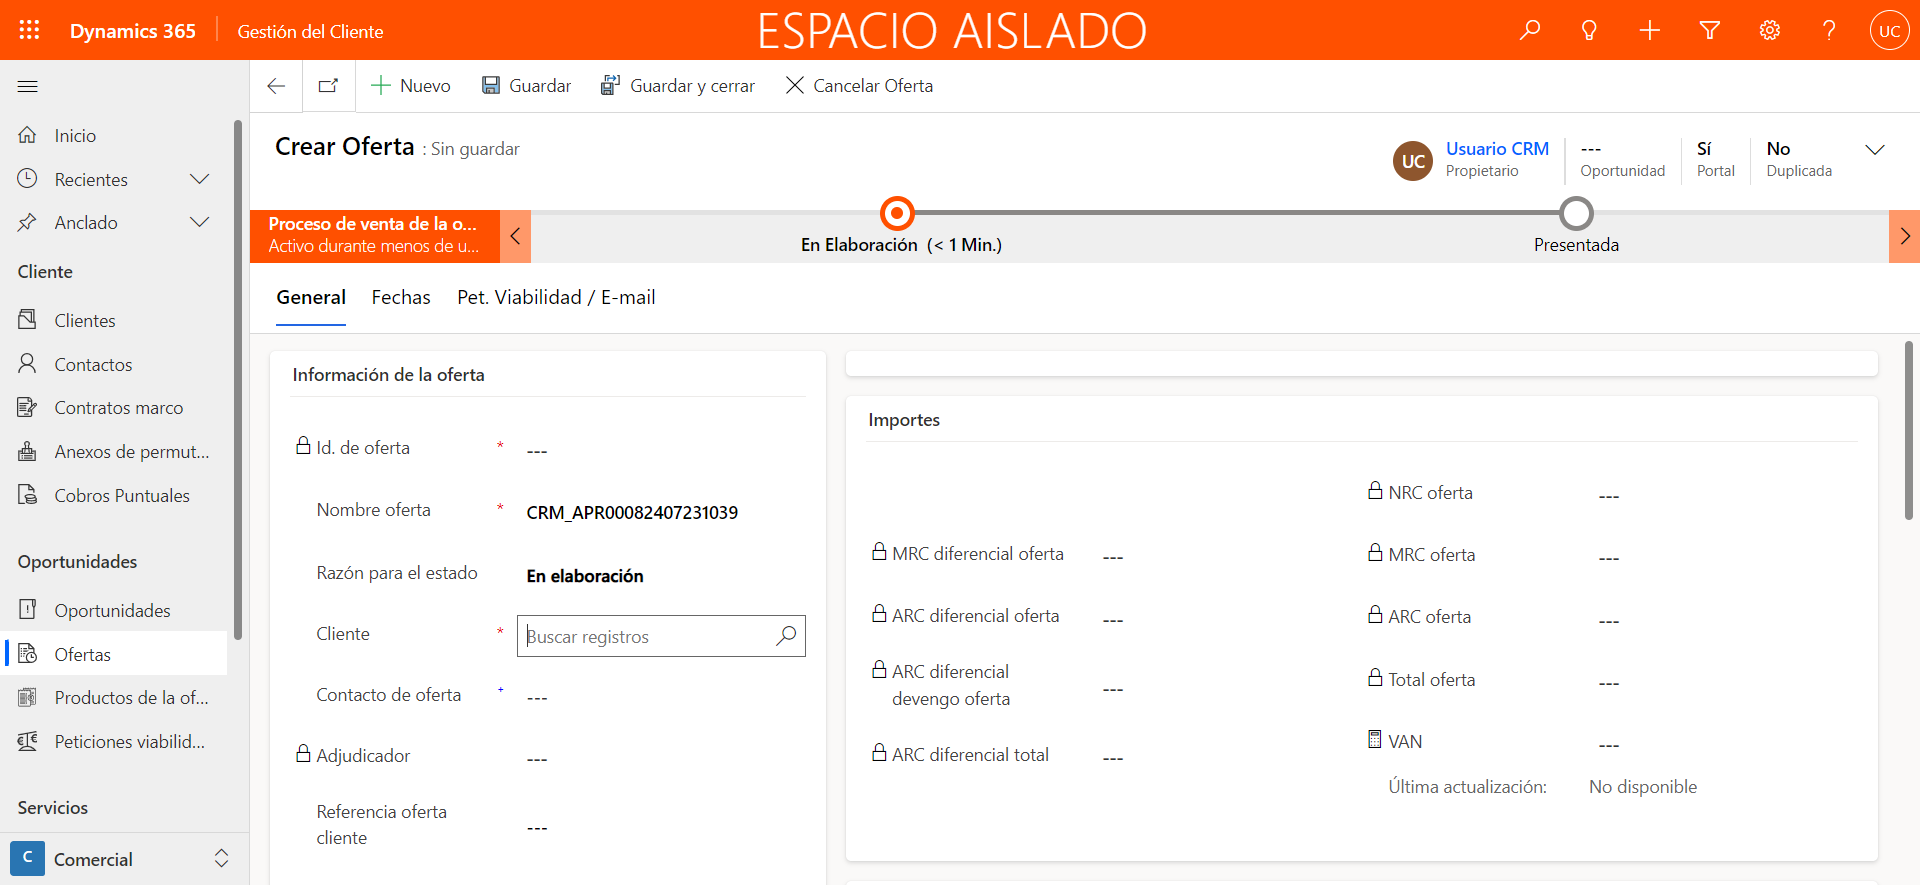 Dynamics 365
Gestión del Cliente
ESPACIO AISLADO
UC
Nuevo
Guardar
Guardar y cerrar
Cancelar Oferta
Inicio
Recientes
Anclado
Cliente
Clientes
Contactos
Contratos marco
Anexos de permut...
Cobros Puntuales
Oportunidades
Oportunidades
Ofertas
Productos de la of...
Peticiones viabilid...
Servicios
C
Comercial
Crear Oferta : Sin guardar
UC
Usuario CRM
Propietario
---
Oportunidad
Sí
Portal
No
Duplicada
Proceso de venta de la o...
Activo durante menos de u...
En Elaboración (< 1 Min.)
Presentada
General
Fechas
Pet. Viabilidad / E-mail
Información de la oferta
Id. de oferta * ---
Nombre oferta * CRM_APR00082407231039
Razón para el estado En elaboración
Cliente * Buscar registros
Contacto de oferta + ---
Adjudicador ---
Referencia oferta
cliente ---
Importes
MRC diferencial oferta ---
ARC diferencial oferta ---
ARC diferencial
devengo oferta ---
ARC diferencial total ---
NRC oferta ---
MRC oferta ---
ARC oferta ---
Total oferta ---
VAN ---
Última actualización: No disponible